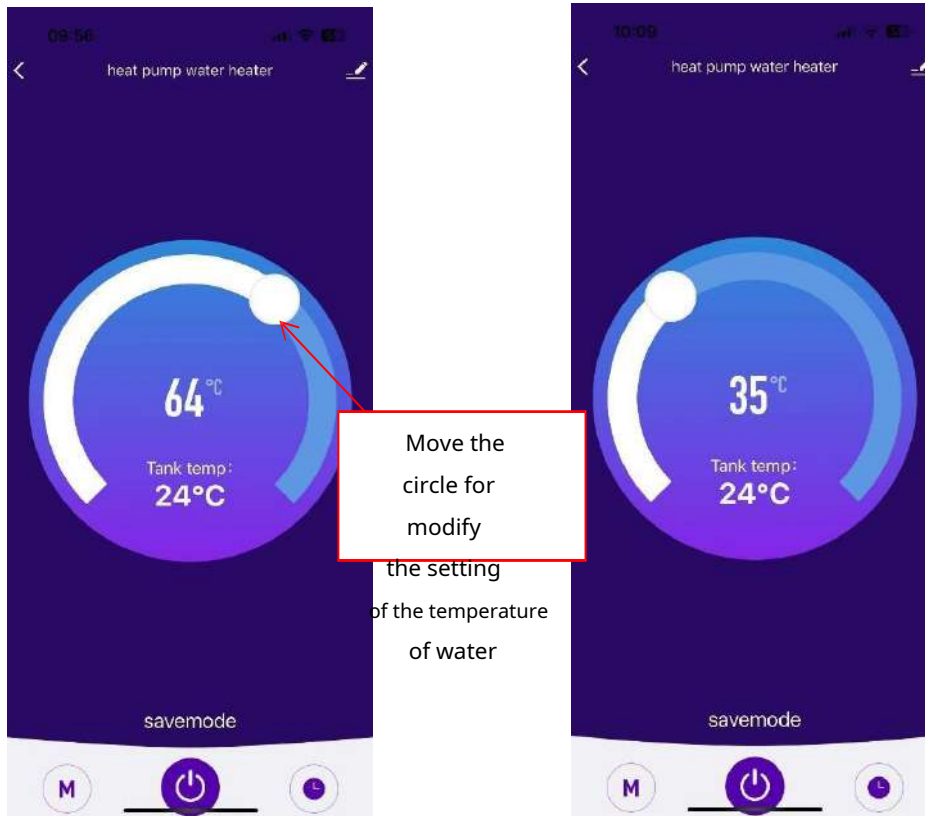 09:56
heat pump water heater
64°C
Tank temp:
24°C
savemode
M
Move the
circle for
modify
the setting
of the temperature
of water
10:09
heat pump water heater
35°C
Tank temp:
24°C
savemode
M